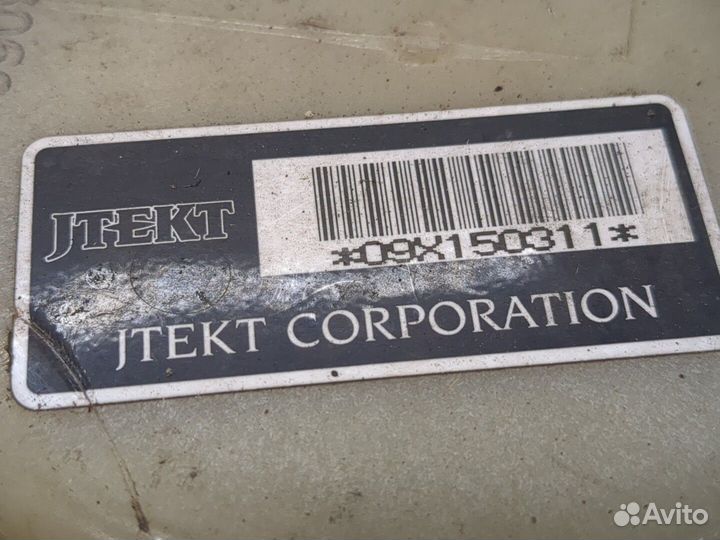 JTEKT
*09X150311*
JTEKT CORPORATION
Avito